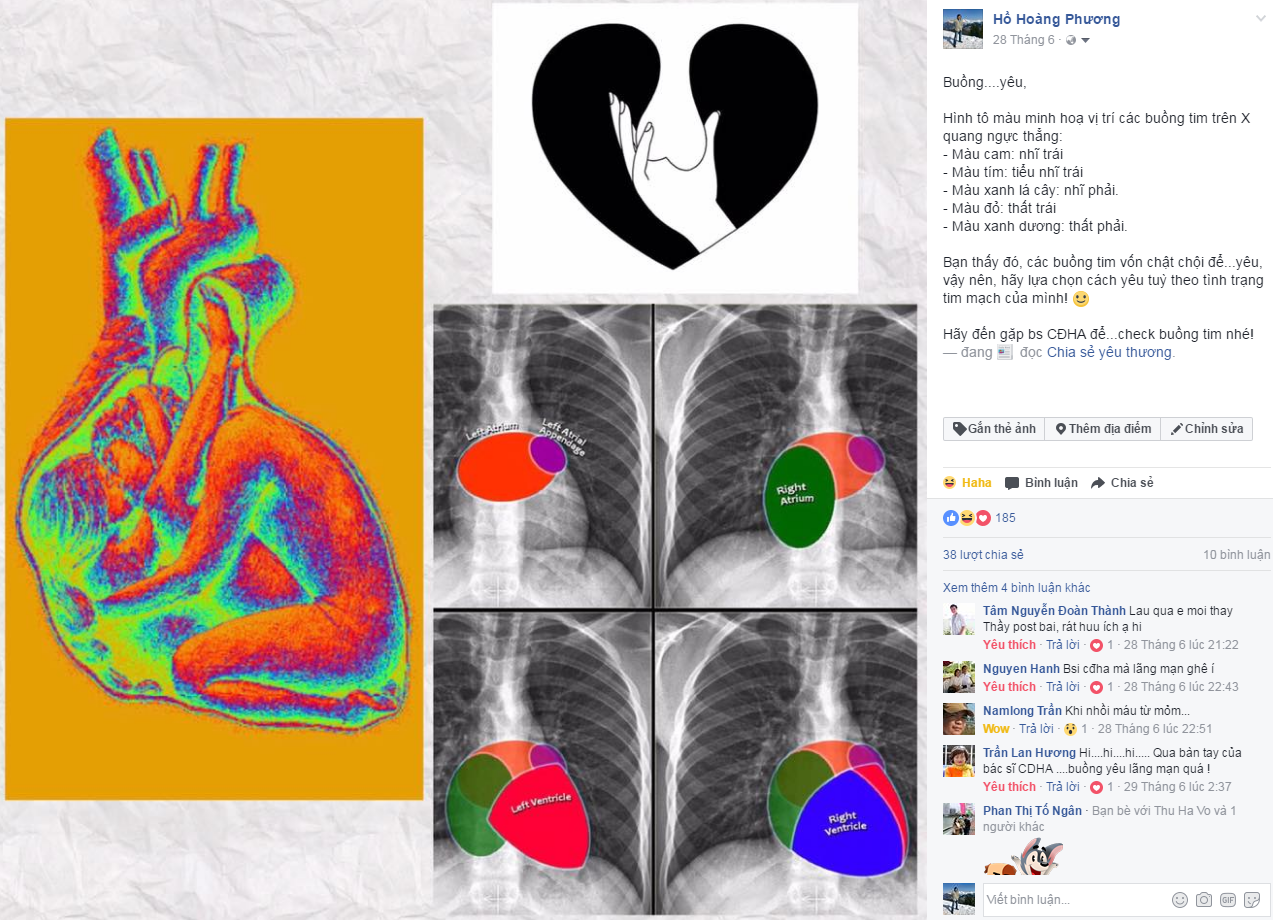 Left Atrium
Left Atrial
Appendage
Right
Atrium
Left Ventricle
Right
Ventricle
Hồ Hoàng Phương
28 Tháng 6 ·
Buồng....yêu,
Hình tô màu minh hoạ vị trí các buồng tim trên X
quang ngực thẳng:
- Màu cam: nhĩ trái
- Màu tím: tiểu nhĩ trái
- Màu xanh lá cây: nhĩ phải.
- Màu đỏ: thất trái
- Màu xanh dương: thất phải.
Bạn thấy đó, các buồng tim vốn chật chội để...yêu,
vậy nên, hãy lựa chọn cách yêu tuỳ theo tình trạng
tim mạch của mình!
Hãy đến gặp bs CĐHA để...check buồng tim nhé!
— đang đọc Chia sẻ yêu thương.
Gắn thẻ ảnh Thêm địa điểm Chỉnh sửa
Haha Bình luận Chia sẻ
185
38 lượt chia sẻ 10 bình luận
Xem thêm 4 bình luận khác
Tâm Nguyễn Đoàn Thành Lau qua e moi thay
Thầy post bai, rát huu ích ạ hi
Yêu thích · Trả lời · 1 · 28 Tháng 6 lúc 21:22
Nguyen Hanh Bsi cđha mà lãng mạn ghê í
Yêu thích · Trả lời · 1 · 28 Tháng 6 lúc 22:43
Namlong Trần Khi nhồi máu từ mỏm...
Wow · Trả lời · 1 · 28 Tháng 6 lúc 22:51
Trần Lan Hương Hi....hi....hi..... Qua bàn tay của
bác sĩ CDHA ....buồng yêu lãng mạn quá !
Yêu thích · Trả lời · 1 · 29 Tháng 6 lúc 2:37
Phan Thị Tố Ngân · Bạn bè với Thu Ha Vo và 1
người khác
Viết bình luận...
GIF